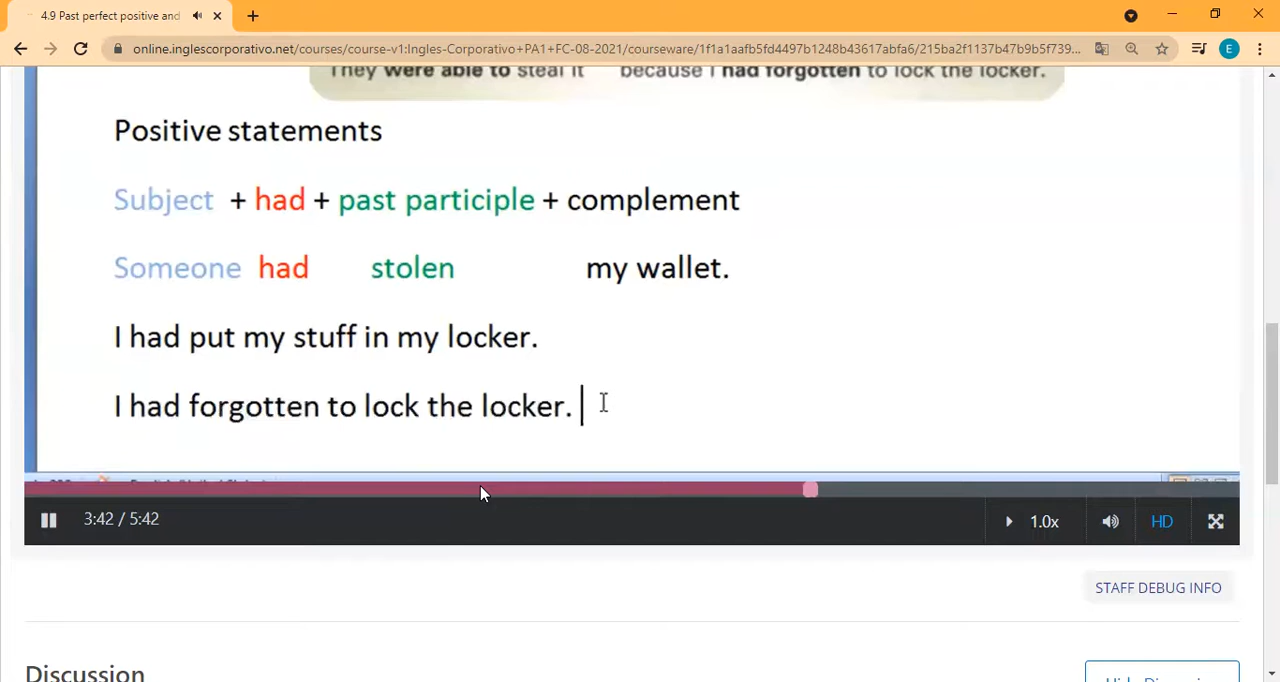 4.9 Past perfect positive and
online.inglescorporativo.net/courses/course-v1:Ingles-Corporativo+PA1+FC-08-2021/courseware/1f1a1aafb5fd4497b1248b43617abfa6/215ba2f1137b47b9b5f739...
E
They were able to steal it because I had forgotten to lock the locker.
Positive statements
Subject + had + past participle + complement
Someone had stolen my wallet.
I had put my stuff in my locker.
I had forgotten to lock the locker.
3:42 / 5:42
1.0x
HD
STAFF DEBUG INFO
Discussion